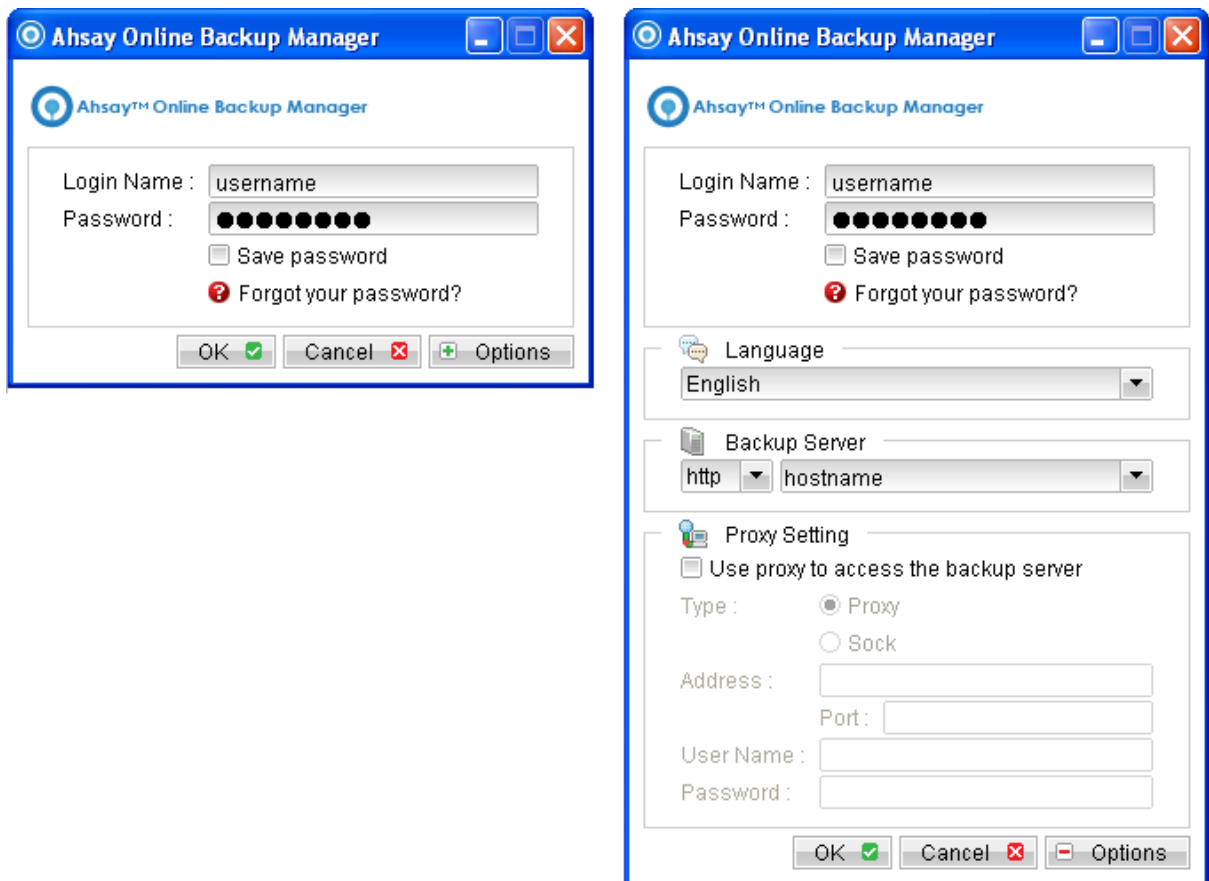 Ahsay Online Backup Manager
Ahsay™ Online Backup Manager
Login Name : username
Password : ●●●●●●●●
Save password
Forgot your password?
OK Cancel Options
Ahsay Online Backup Manager
Ahsay™ Online Backup Manager
Login Name : username
Password : ●●●●●●●●
Save password
Forgot your password?
Language
English
Backup Server
http hostname
Proxy Setting
Use proxy to access the backup server
Type : Proxy
Sock
Address :
Port :
User Name :
Password :
OK Cancel Options